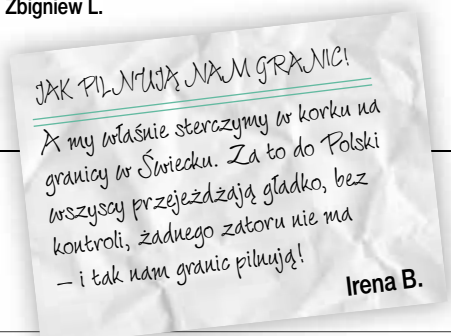 Zbigniew L.
JAK PILNUJĄ NAM GRANIC!
A my właśnie sterczymy w korku na
granicy w Świecku. Za to do Polski
wszyscy przejeżdżają gładko, bez
kontroli, żadnego zatoru nie ma
– i tak nam granic pilnują!
Irena B.